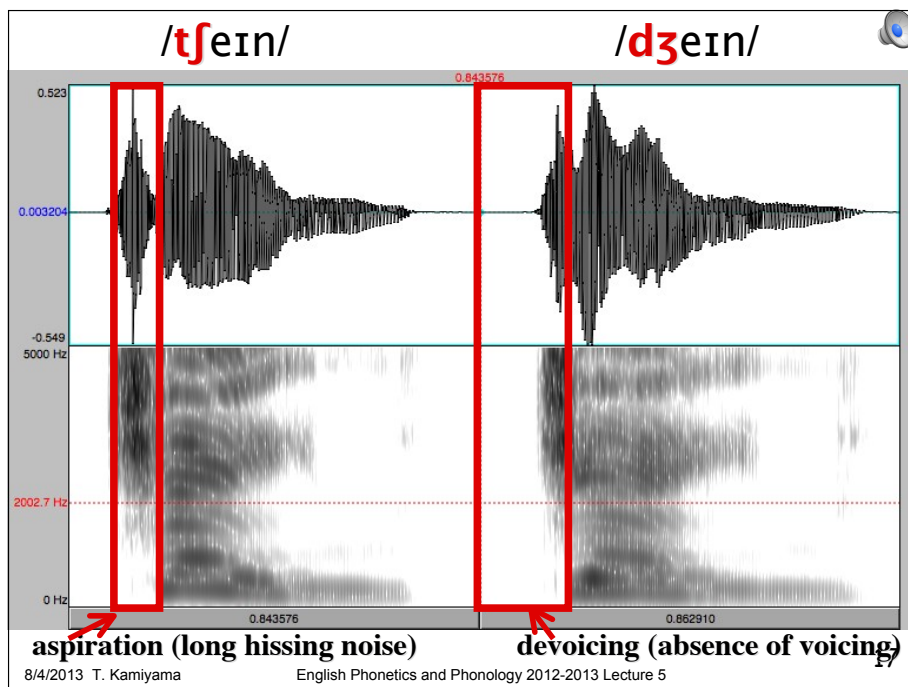 /tʃeɪn/ /dʒeɪn/
0.843576
0.523
0.003204
-0.549
5000 Hz
2002.7 Hz
0 Hz
0.843576 0.862910
aspiration (long hissing noise) devoicing (absence of voicing)
17
8/4/2013 T. Kamiyama English Phonetics and Phonology 2012-2013 Lecture 5